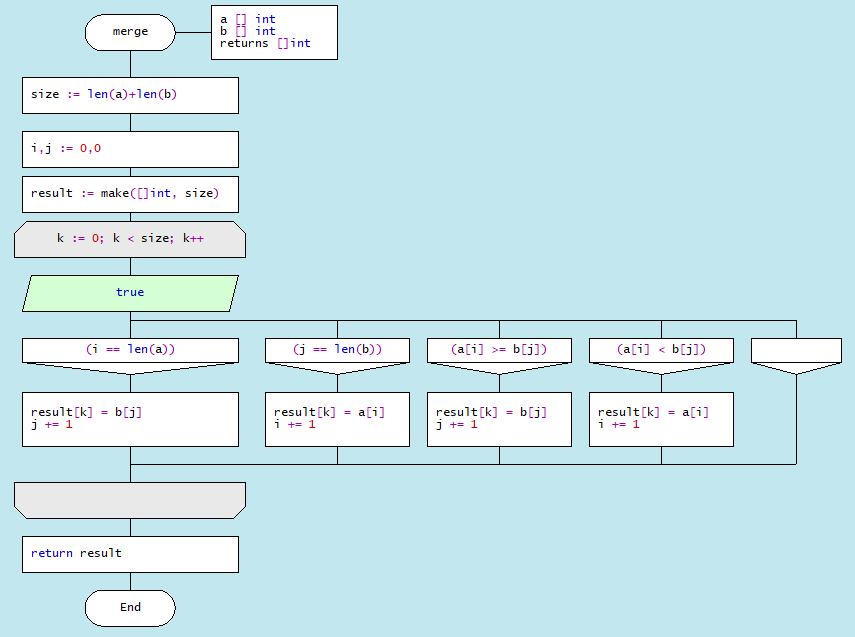 merge
a [] int
b [] int
returns []int
size := len(a)+len(b)
i,j := 0,0
result := make([]int, size)
k := 0; k < size; k++
true
(i == len(a))
(j == len(b))
(a[i] >= b[j])
(a[i] < b[j])
result[k] = b[j]
j += 1
result[k] = a[i]
i += 1
result[k] = b[j]
j += 1
result[k] = a[i]
i += 1
return result
End